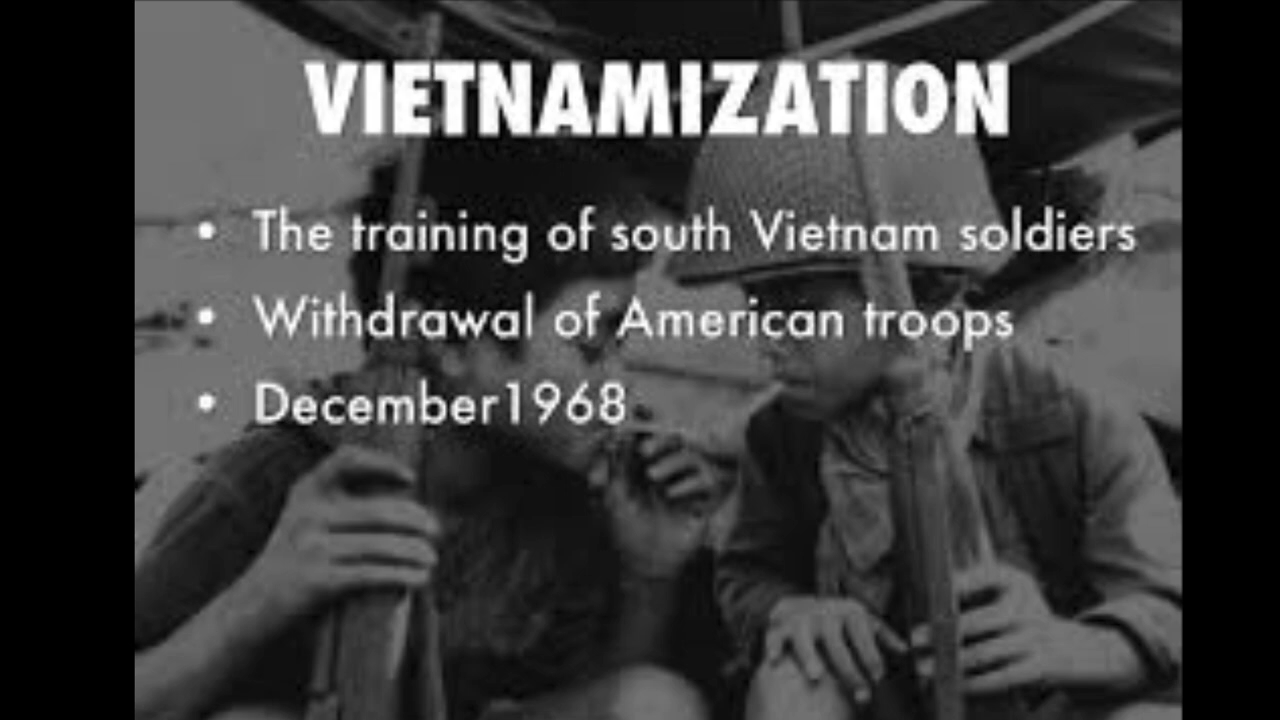 VIETNAMIZATION
• The training of south Vietnam soldiers
• Withdrawal of American troops
• December1968